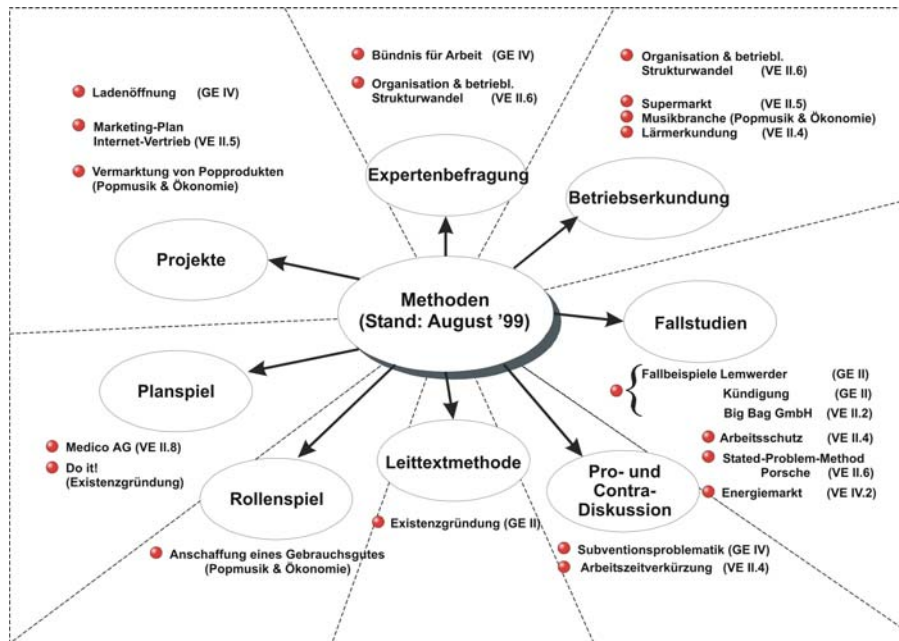 Methoden
(Stand: August '99)
Expertenbefragung
Bündnis für Arbeit (GE IV)
Organisation & betriebl.
Strukturwandel (VE II.6)
Betriebserkundung
Organisation & betriebl.
Strukturwandel (VE II.6)
Supermarkt (VE II.5)
Musikbranche (Popmusik & Ökonomie)
Lärmerkundung (VE II.4)
Fallstudien
Fallbeispiele Lemwerder (GE II)
Kündigung (GE II)
Big Bag GmbH (VE II.2)
Arbeitsschutz (VE II.4)
Stated-Problem-Method
Porsche (VE II.6)
Energiemarkt (VE IV.2)
Pro- und
Contra-
Diskussion
Subventionsproblematik (GE IV)
Arbeitszeitverkürzung (VE II.4)
Leittextmethode
Existenzgründung (GE II)
Rollenspiel
Anschaffung eines Gebrauchsgutes
(Popmusik & Ökonomie)
Planspiel
Medico AG (VE II.8)
Do it!
(Existenzgründung)
Projekte
Ladenöffnung (GE IV)
Marketing-Plan
Internet-Vertrieb (VE II.5)
Vermarktung von Popprodukten
(Popmusik & Ökonomie)